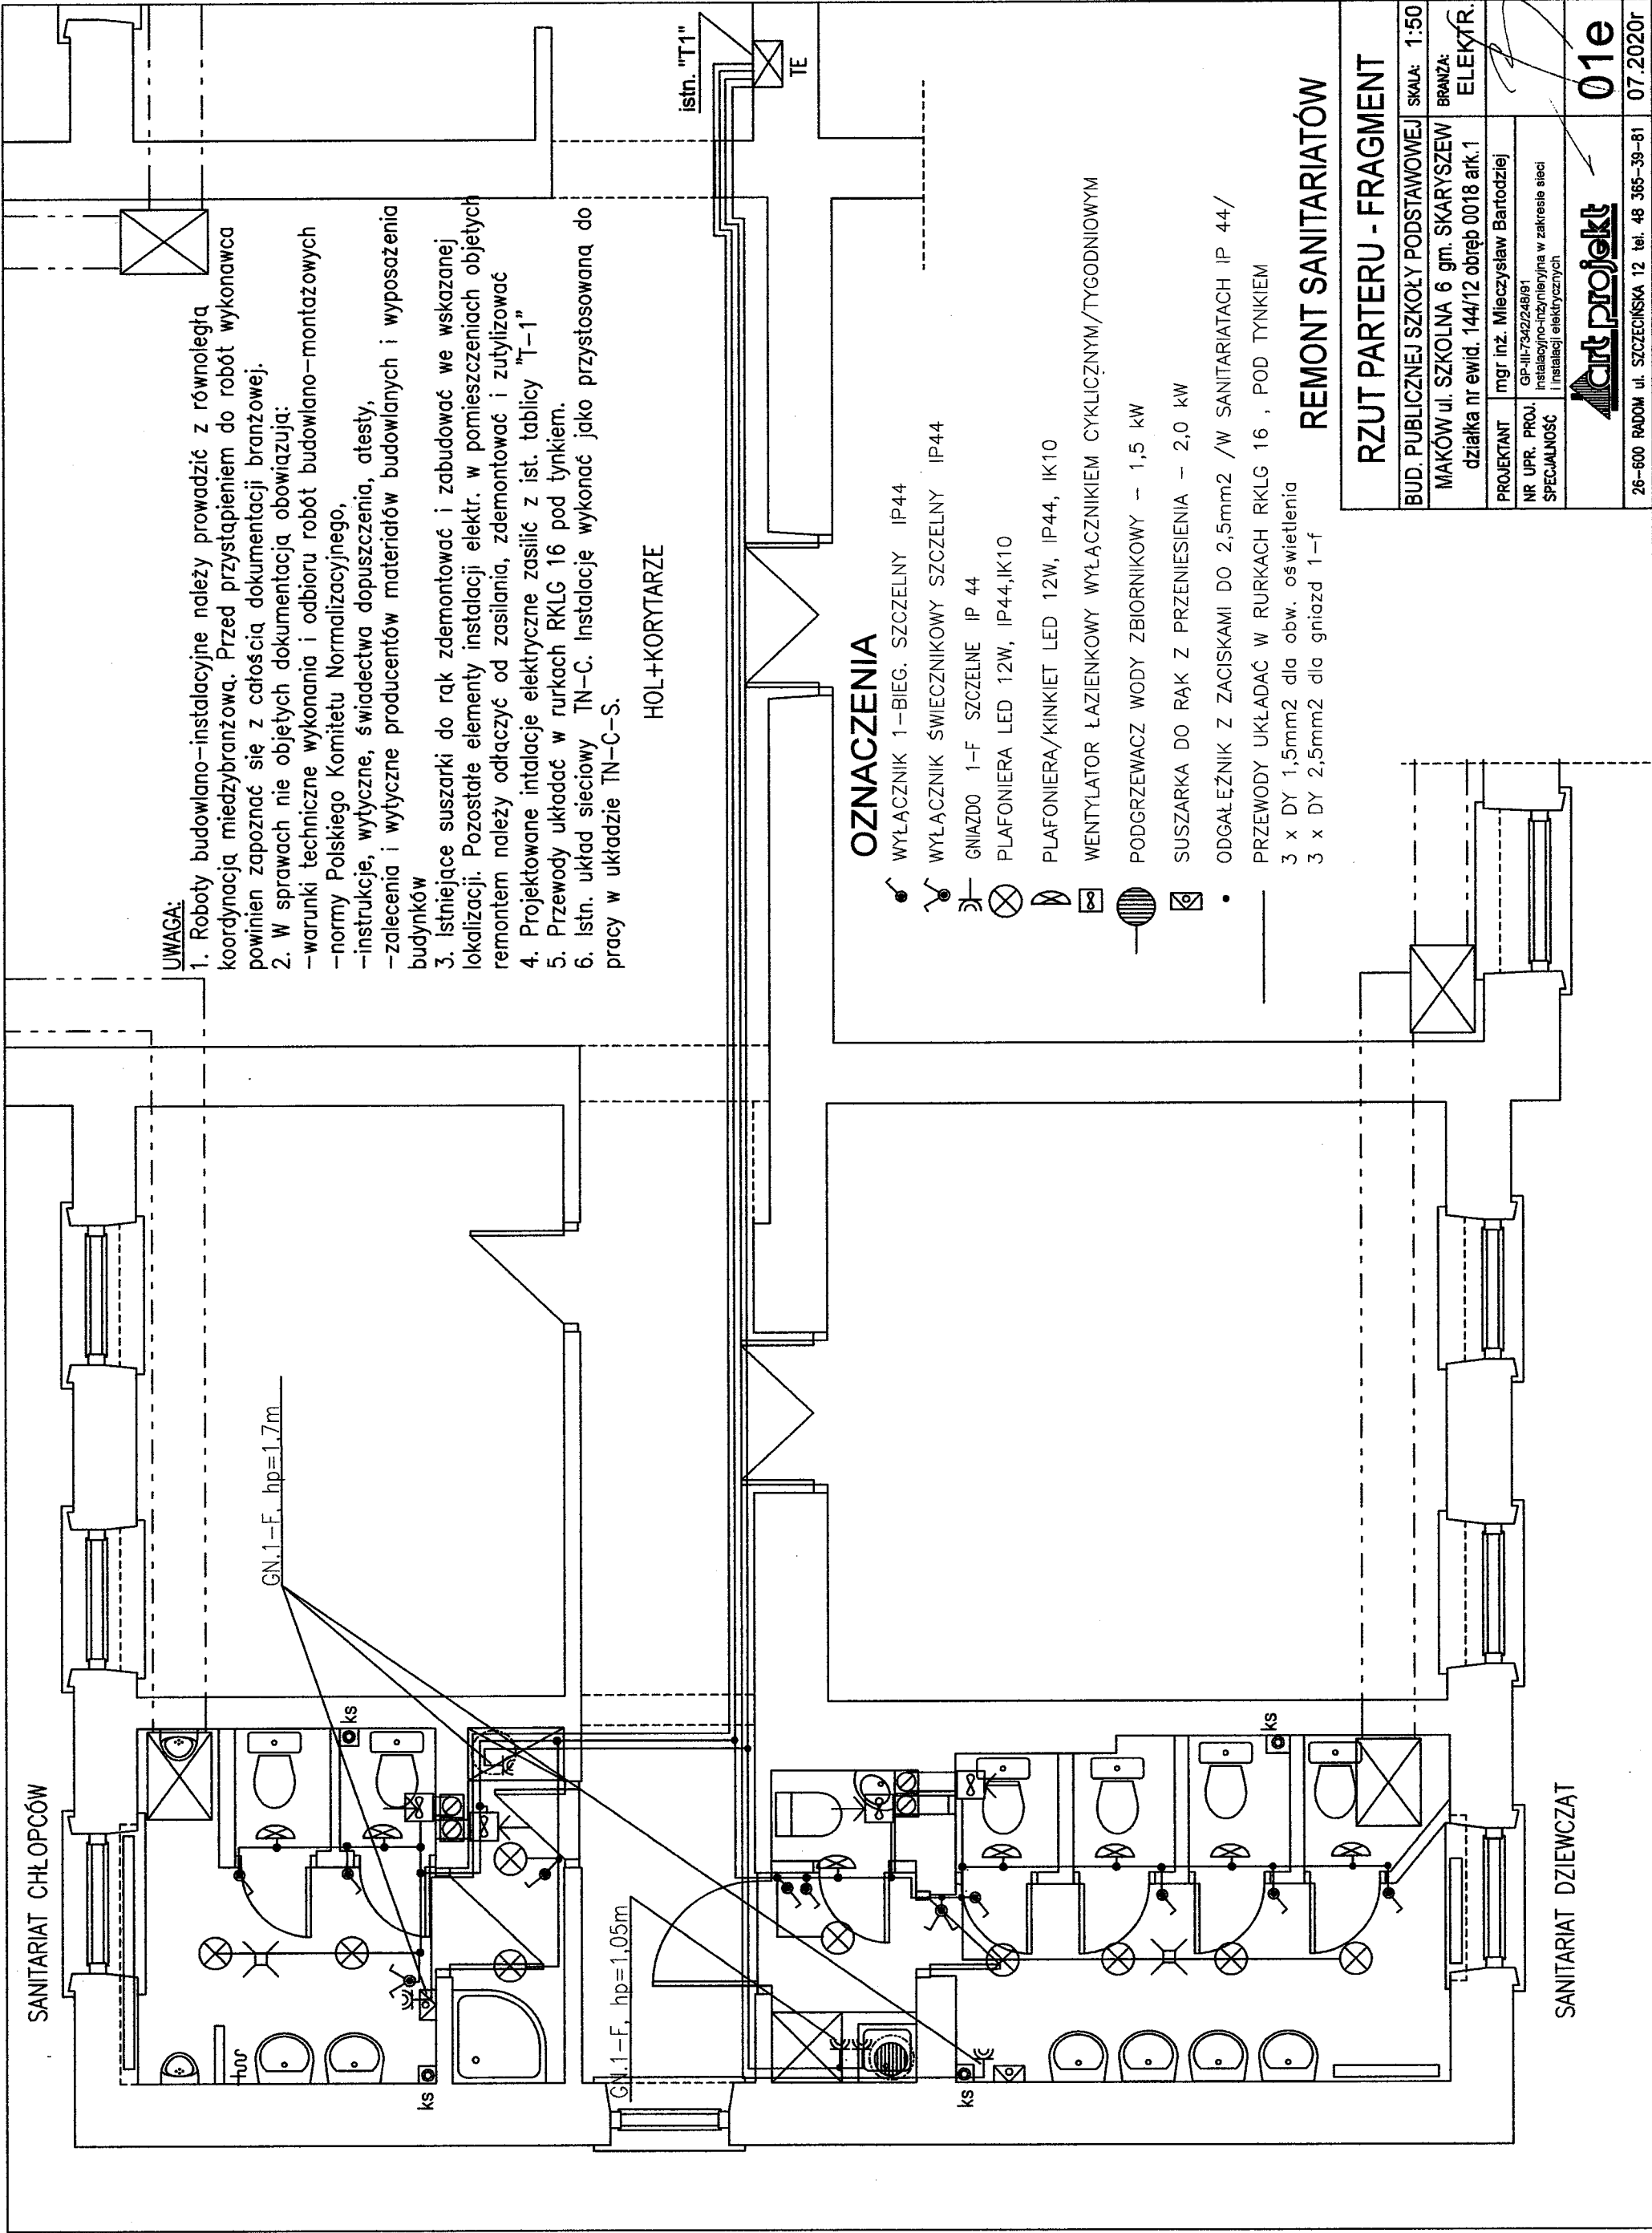 SANITARIAT CHŁOPCÓW
GN.1-F, hp=1,7m
ks
ks
GN.1-F, hp=1,05m
ks
ks
SANITARIAT DZIEWCZĄT
UWAGA:
1. Roboty budowlano-instalacyjne należy prowadzić z równoległą
koordynacją miedzybranżową. Przed przystąpieniem do robót wykonawca
powinien zapoznać się z całością dokumentacji branżowej.
2. W sprawach nie objętych dokumentacją obowiązują:
-warunki techniczne wykonania i odbioru robót budowlano-montażowych
-normy Polskiego Komitetu Normalizacyjnego,
-instrukcje, wytyczne, świadectwa dopuszczenia, atesty,
-zalecenia i wytyczne producentów materiałów budowlanych i wyposażenia
budynków
3. Istniejące suszarki do rąk zdemontować i zabudować we wskazanej
lokalizacji. Pozostałe elementy instalacji elektr. w pomieszczeniach objętych
remontem należy odłączyć od zasilania, zdemontować i zutylizować
4. Projektowane intalacje elektryczne zasilić z ist. tablicy "T-1"
5. Przewody układać w rurkach RKLG 16 pod tynkiem.
6. Istn. układ sieciowy TN-C. Instalację wykonać jako przystosowaną do
pracy w układzie TN-C-S.
HOL+KORYTARZE
istn. "T1"
TE
OZNACZENIA
WYŁĄCZNIK 1-BIEG. SZCZELNY IP44
WYŁĄCZNIK ŚWIECZNIKOWY SZCZELNY IP44
GNIAZDO 1-F SZCZELNE IP 44
PLAFONIERA LED 12W, IP44,IK10
PLAFONIERA/KINKIET LED 12W, IP44, IK10
WENTYLATOR ŁAZIENKOWY WYŁĄCZNIKIEM CYKLICZNYM/TYGODNIOWYM
PODGRZEWACZ WODY ZBIORNIKOWY - 1,5 kW
SUSZARKA DO RĄK Z PRZENIESIENIA - 2,0 kW
ODGAŁĘŹNIK Z ZACISKAMI DO 2,5mm2 /W SANITARIATACH IP 44/
PRZEWODY UKŁADAĆ W RURKACH RKLG 16 , POD TYNKIEM
3 x DY 1,5mm2 dla obw. oświetlenia
3 x DY 2,5mm2 dla gniazd 1-f
REMONT SANITARIATÓW
RZUT PARTERU - FRAGMENT
BUD. PUBLICZNEJ SZKOŁY PODSTAWOWEJ SKALA: 1:50
MAKÓW ul. SZKOLNA 6 gm. SKARYSZEW BRANŻA:
działka nr ewid. 144/12 obręb 0018 ark.1 ELEKTR.
PROJEKTANT mgr inż. Mieczysław Bartodziej
NR UPR. PROJ. GP-III-7342/248/91
SPECJALNOŚĆ instalacyjno-inżynieryjna w zakresie sieci
i instalacji elektrycznych
artprojekt 01e
26-600 RADOM ul. SZCZECIŃSKA 12 tel. 48 365-39-81 07.2020r